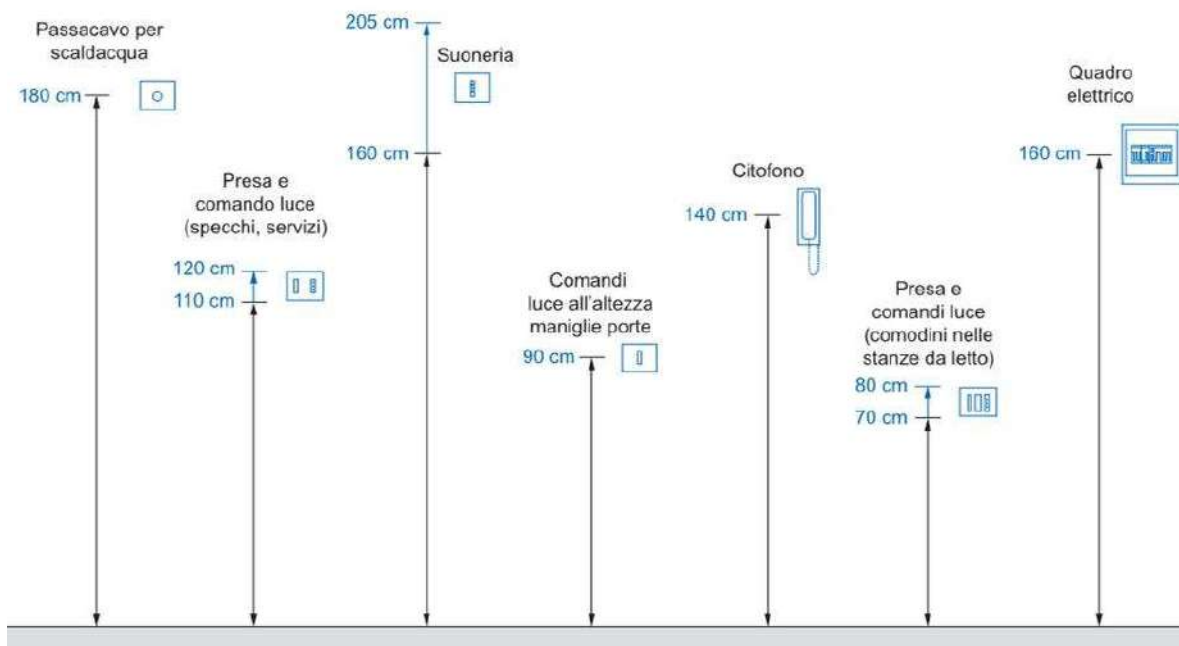 Passacavo per
scaldacqua
180 cm
Presa e
comando luce
(specchi, servizi)
120 cm
110 cm
205 cm
Suoneria
160 cm
Comandi
luce all'altezza
maniglie porte
90 cm
Citofono
140 cm
Presa e
comandi luce
(comodini nelle
stanze da letto)
80 cm
70 cm
Quadro
elettrico
160 cm